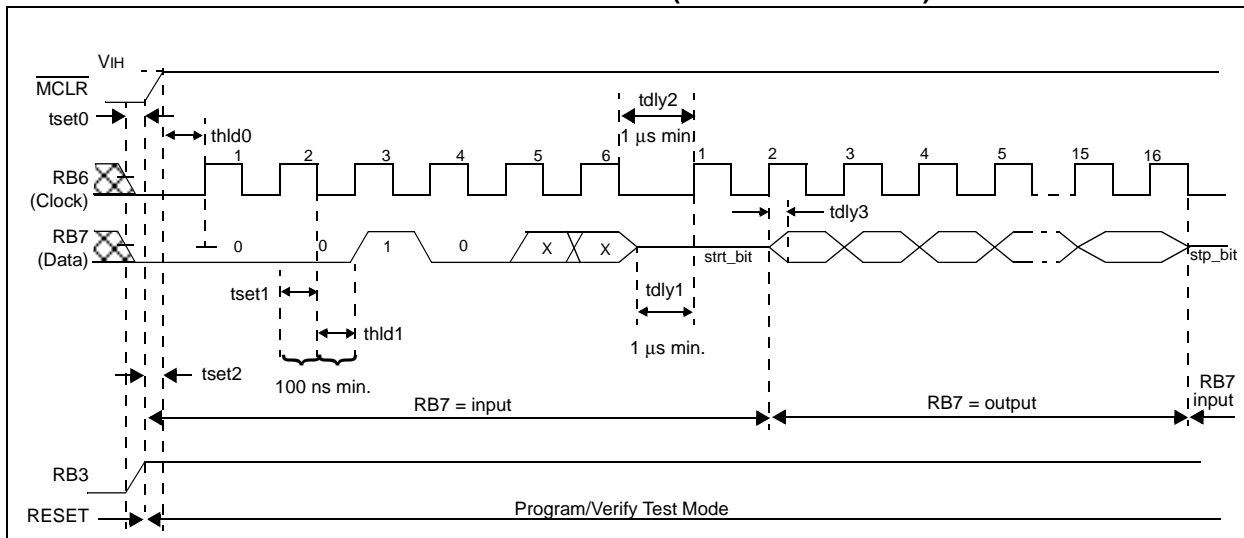 VIH
MCLR
tset0
thld0
tdly2
1 µs min
1 2 3 4 5 6 1 2 3 4 5 15 16
RB6
(Clock)
tdly3
RB7
(Data)
0 0 1 0 X X strt_bit stp_bit
tset1
tdly1
thld1
1 µs min.
tset2
100 ns min.
RB7 = input
RB7 = output
RB7
input
RB3
RESET
Program/Verify Test Mode